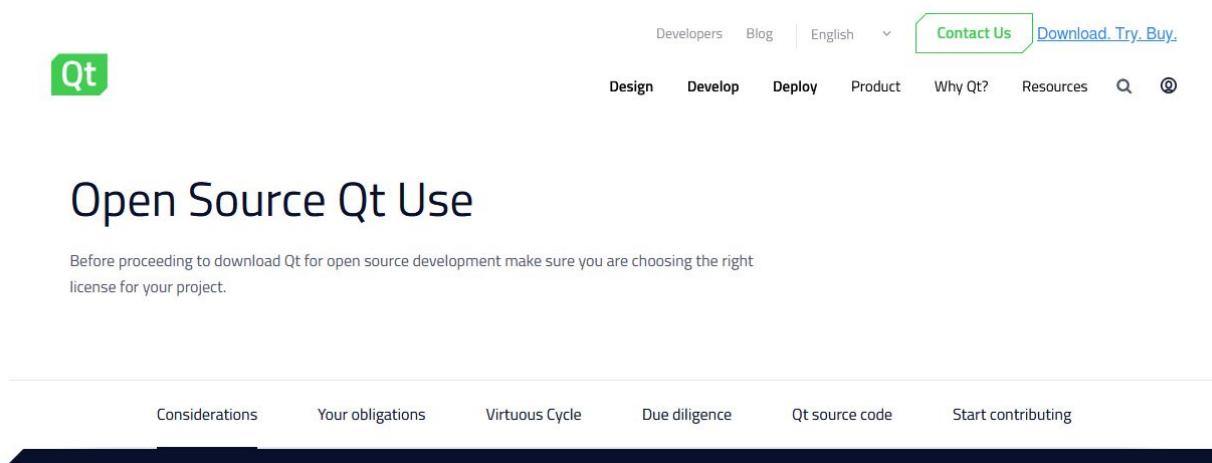 Developers Blog English Contact Us Download. Try. Buy.
Qt
Design Develop Deploy Product Why Qt? Resources
Open Source Qt Use
Before proceeding to download Qt for open source development make sure you are choosing the right
license for your project.
Considerations Your obligations Virtuous Cycle Due diligence Qt source code Start contributing